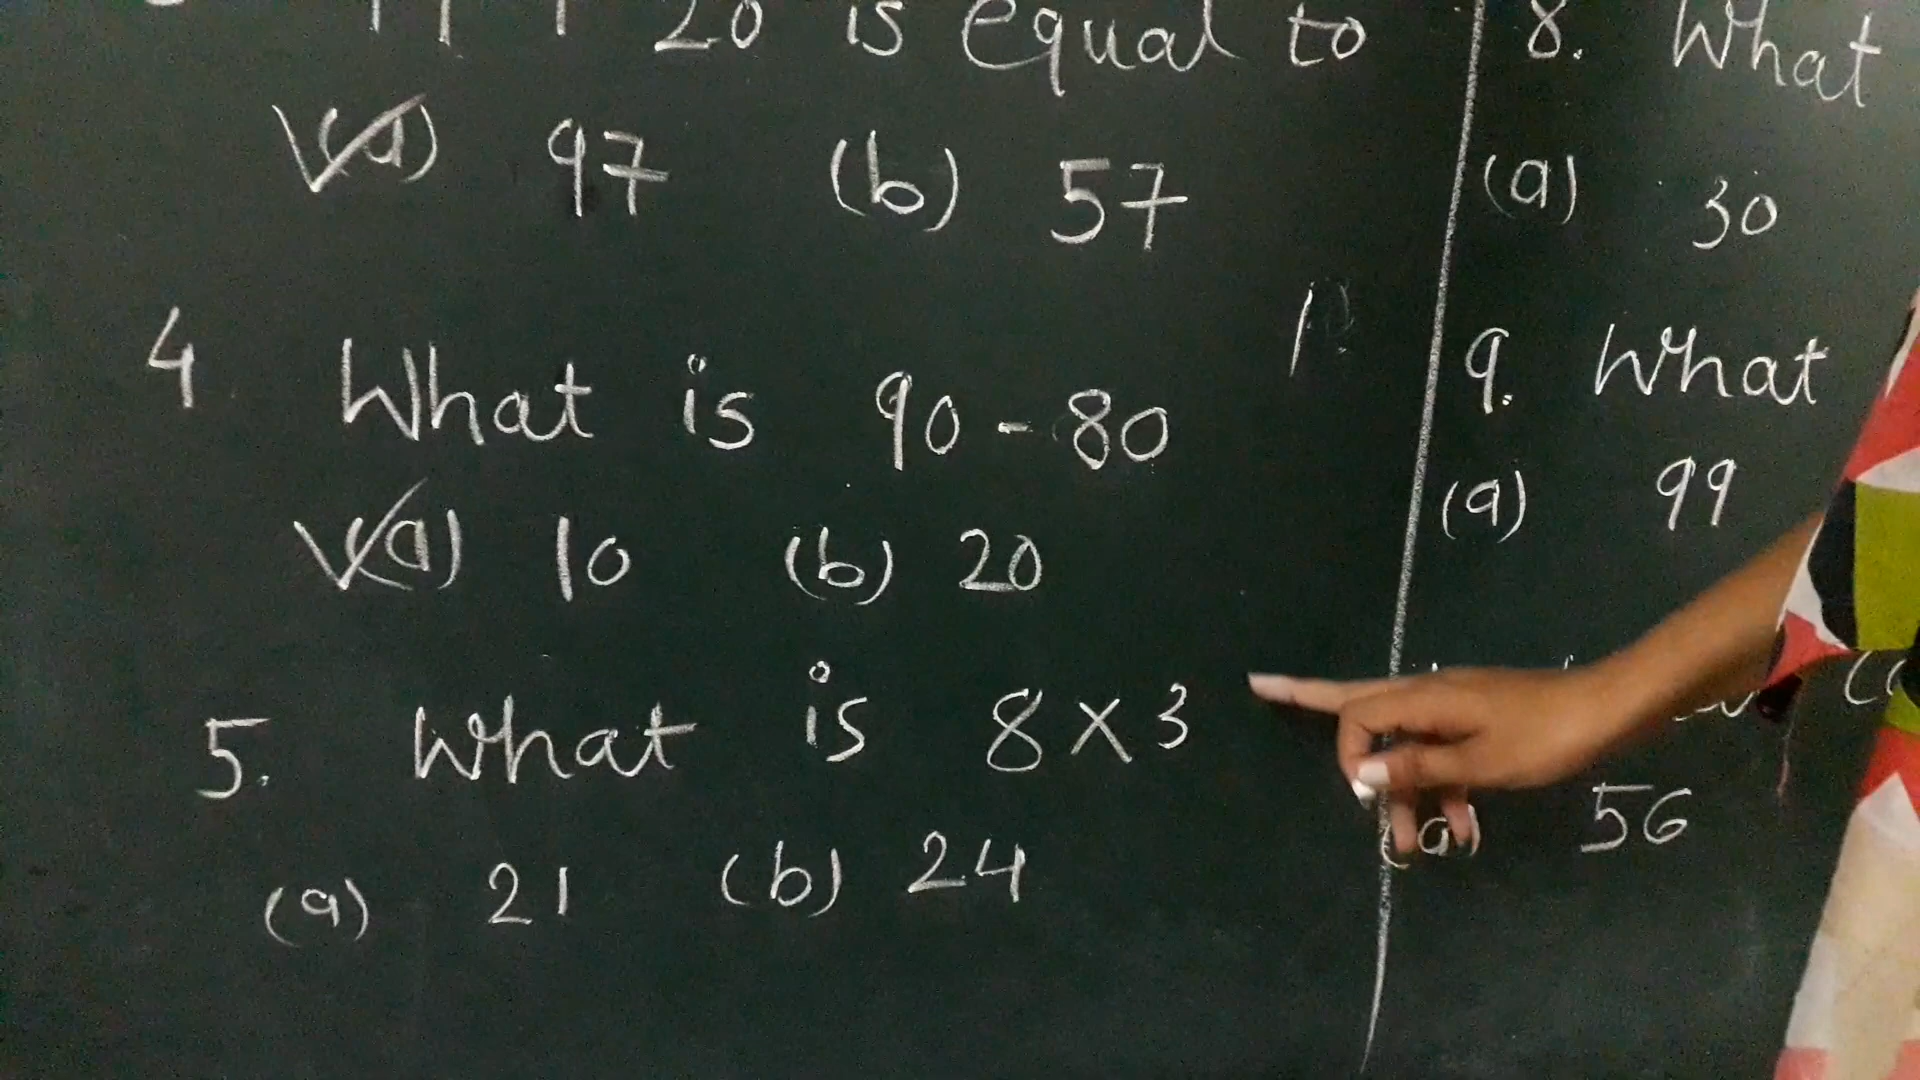 20 is equal to
(a) 97 (b) 57
4 What is 90 - 80
(a) 10 (b) 20
5. What is 8 × 3
(a) 21 (b) 24
8. What
(a) 30
9. What
(a) 99
(a) 56